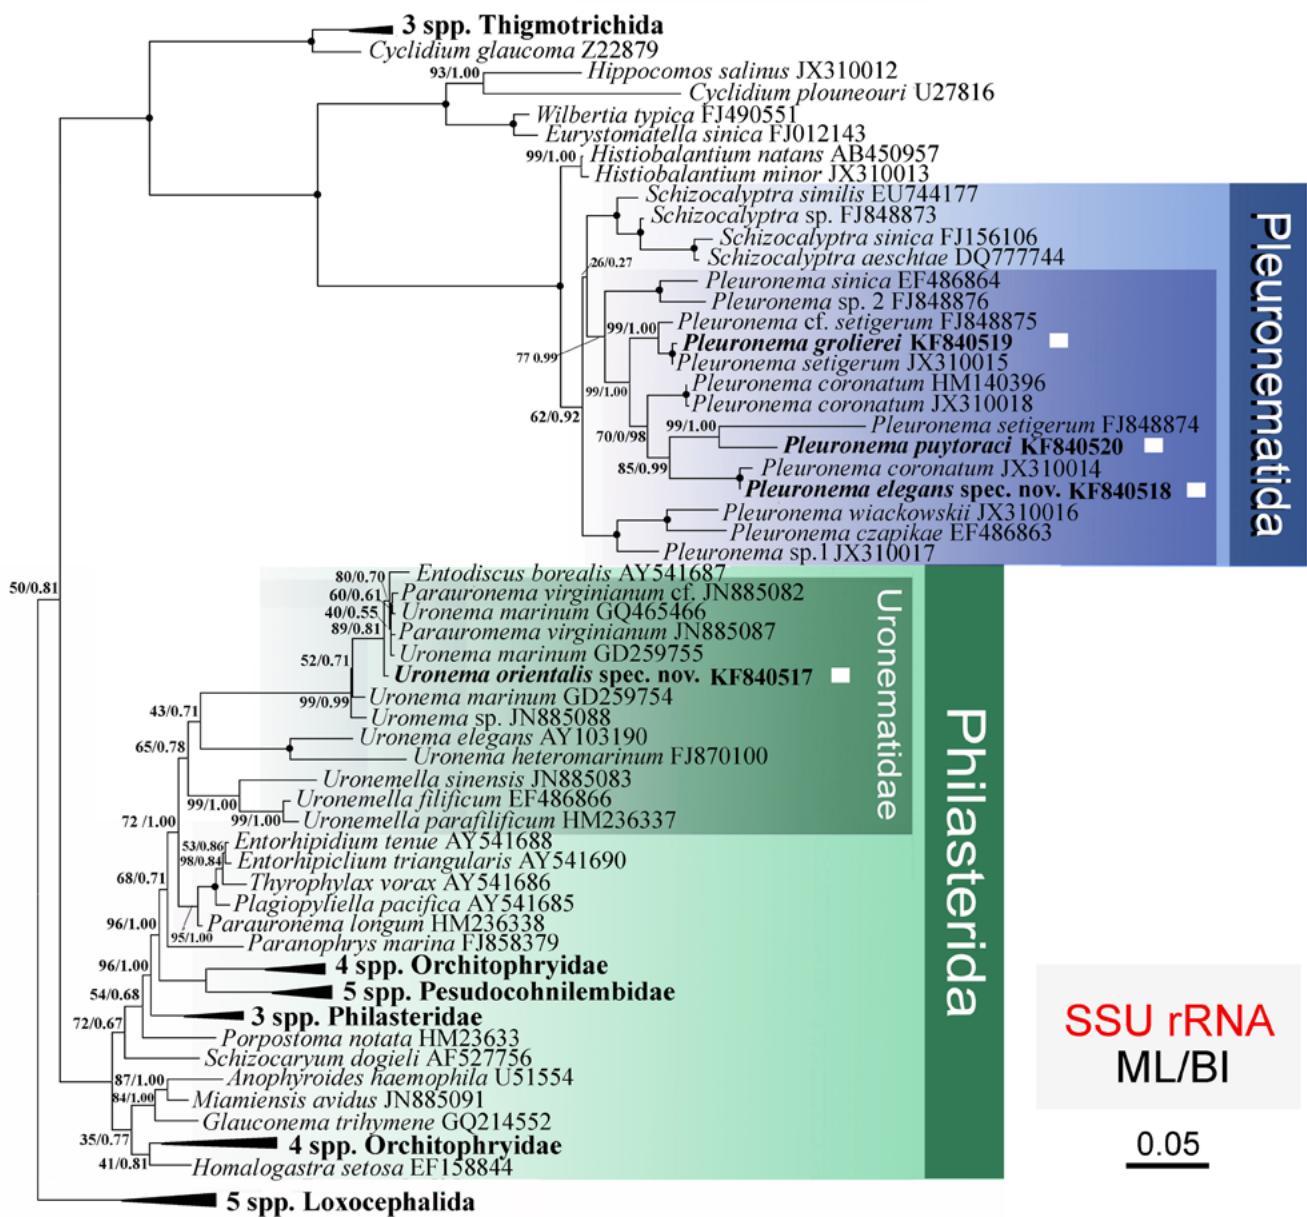 3 spp. Thigmotrichida
Cyclidium glaucoma Z22879
93/1.00
Hippocomos salinus JX310012
Cyclidium plouneouri U27816
Wilbertia typica FJ490551
Eurystomatella sinica FJ012143
99/1.00
Histiobalantium natans AB450957
Histiobalantium minor JX310013
Schizocalyptra similis EU744177
Schizocalyptra sp. FJ848873
Schizocalyptra sinica FJ156106
Schizocalyptra aeschtae DQ777744
26/0.27
Pleuronema sinica EF486864
Pleuronema sp. 2 FJ848876
99/1.00
Pleuronema cf. setigerum FJ848875
Pleuronema grolierei KF840519
77 0.99
Pleuronema setigerum JX310015
Pleuronema coronatum HM140396
99/1.00
Pleuronema coronatum JX310018
62/0.92
99/1.00
Pleuronema setigerum FJ848874
70/0/98
Pleuronema puytoraci KF840520
85/0.99
Pleuronema coronatum JX310014
Pleuronema elegans spec. nov. KF840518
Pleuronema wiackowskii JX310016
Pleuronema czapikae EF486863
Pleuronema sp.1 JX310017
Pleuronematida
50/0.81
80/0.70
Entodiscus borealis AY541687
60/0.61
Parauronema virginianum cf. JN885082
40/0.55
Uronema marinum GQ465466
89/0.81
Parauromema virginianum JN885087
Uronema marinum GD259755
52/0.71
Uronema orientalis spec. nov. KF840517
99/0.99
Uronema marinum GD259754
43/0.71
Uromema sp. JN885088
65/0.78
Uronema elegans AY103190
Uronema heteromarinum FJ870100
Uronemella sinensis JN885083
99/1.00
Uronemella filificum EF486866
72 /1.00
99/1.00
Uronemella parafilificum HM236337
Uronematidae
53/0.86
Entorhipidium tenue AY541688
98/0.84
Entorhipiclium triangularis AY541690
68/0.71
Thyrophylax vorax AY541686
Plagiopyliella pacifica AY541685
96/1.00
Parauronema longum HM236338
95/1.00
Paranophrys marina FJ858379
96/1.00
4 spp. Orchitophryidae
5 spp. Pesudocohnilembidae
54/0.68
3 spp. Philasteridae
72/0.67
Porpostoma notata HM23633
Schizocaryum dogieli AF527756
87/1.00
Anophyroides haemophila U51554
84/1.00
Miamiensis avidus JN885091
Glauconema trihymene GQ214552
35/0.77
4 spp. Orchitophryidae
41/0.81
Homalogastra setosa EF158844
Philasterida
5 spp. Loxocephalida
SSU rRNA
ML/BI
0.05